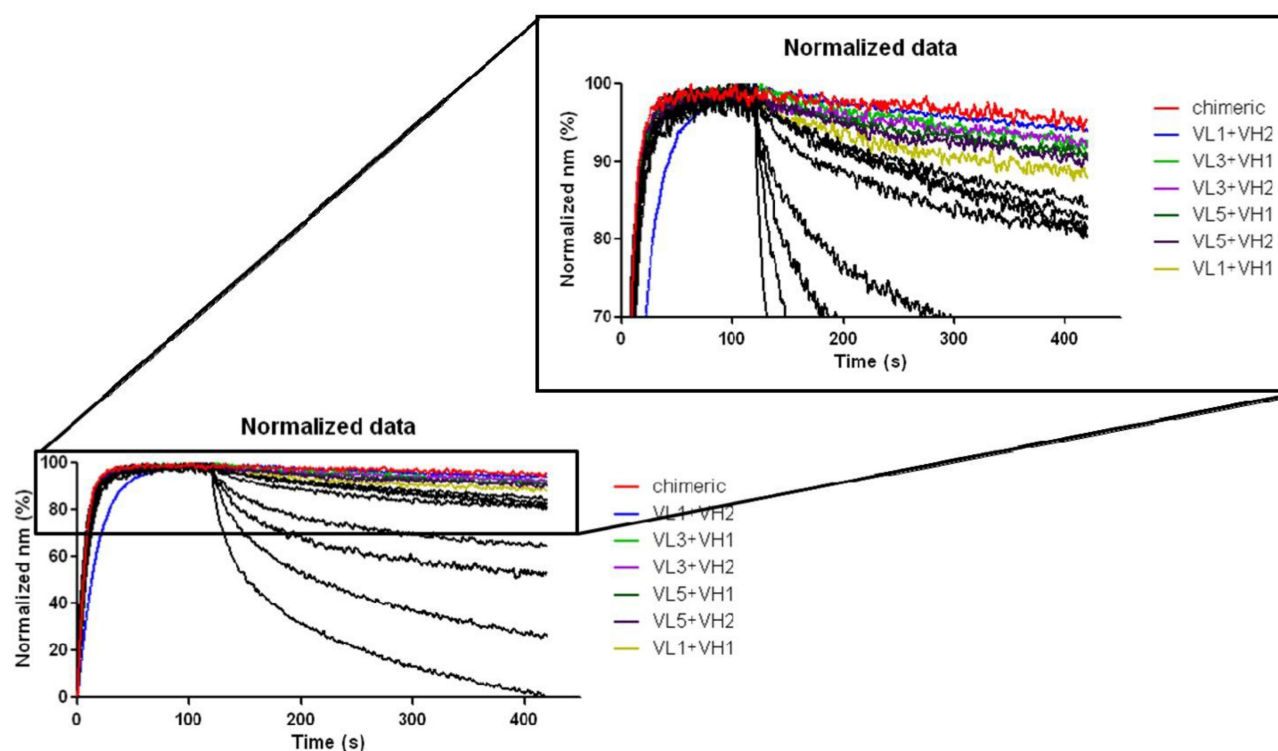 Normalized data
Normalized nm (%)
100
90
80
70
0
100
200
300
400
Time (s)
chimeric
VL1+VH2
VL3+VH1
VL3+VH2
VL5+VH1
VL5+VH2
VL1+VH1
Normalized data
Normalized nm (%)
100
80
60
40
20
0
0
100
200
300
400
Time (s)
chimeric
VL1+VH2
VL3+VH1
VL3+VH2
VL5+VH1
VL5+VH2
VL1+VH1